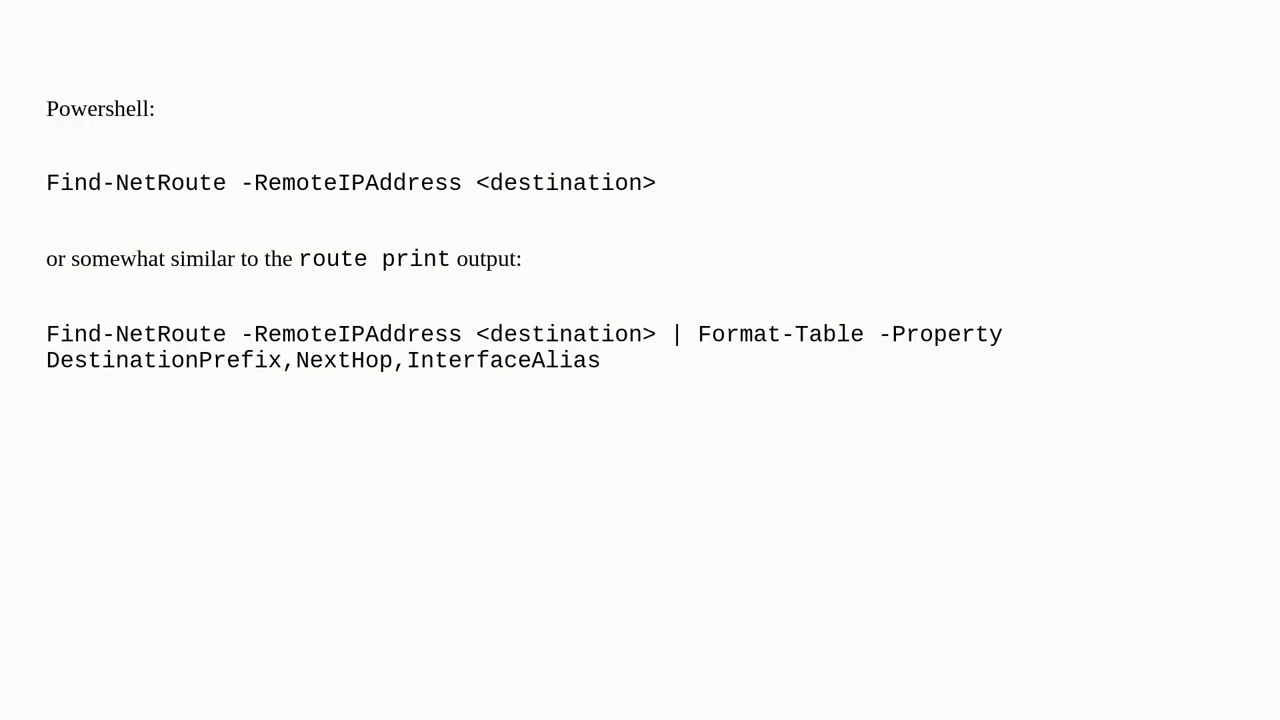 Powershell:
Find-NetRoute -RemoteIPAddress <destination>
or somewhat similar to the route print output:
Find-NetRoute -RemoteIPAddress <destination> | Format-Table -Property
DestinationPrefix,NextHop,InterfaceAlias